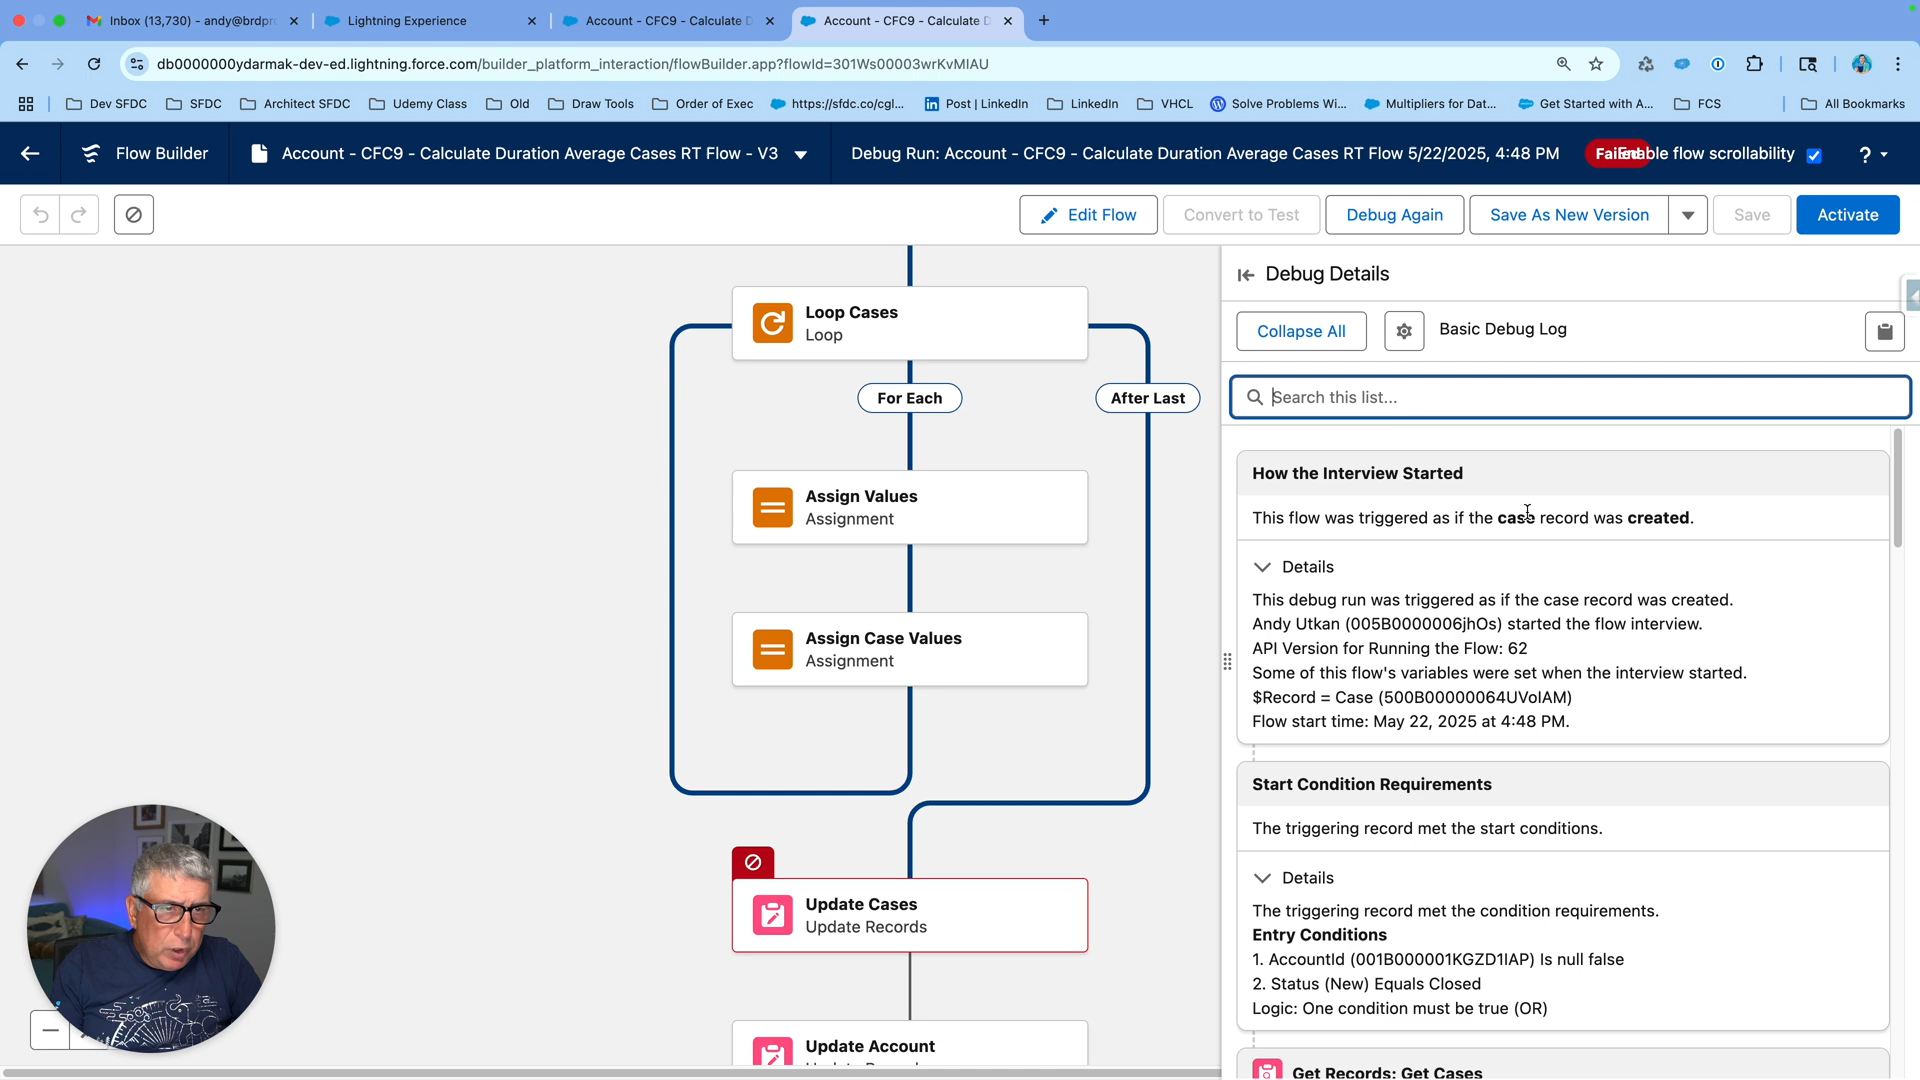 Inbox (13,730) - andy@brdpr
Lightning Experience
Account - CFC9 - Calculate D
Account - CFC9 - Calculate D
db0000000ydarmak-dev-ed.lightning.force.com/builder_platform_interaction/flowBuilder.app?flowId=301Ws00003wrKvMIAU
Dev SFDC
SFDC
Architect SFDC
Udemy Class
Old
Draw Tools
Order of Exec
https://sfdc.co/cgl...
Post | LinkedIn
LinkedIn
VHCL
Solve Problems Wi...
Multipliers for Dat...
Get Started with A...
FCS
All Bookmarks
Flow Builder
Account - CFC9 - Calculate Duration Average Cases RT Flow - V3
Debug Run: Account - CFC9 - Calculate Duration Average Cases RT Flow 5/22/2025, 4:48 PM
Failed
Enable flow scrollability
?
Edit Flow
Convert to Test
Debug Again
Save As New Version
Save
Activate
Loop Cases
Loop
For Each
After Last
Assign Values
Assignment
Assign Case Values
Assignment
Update Cases
Update Records
Update Account
Debug Details
Collapse All
Basic Debug Log
Search this list...
How the Interview Started
This flow was triggered as if the case record was created.
Details
This debug run was triggered as if the case record was created.
Andy Utkan (005B0000006jhOs) started the flow interview.
API Version for Running the Flow: 62
Some of this flow's variables were set when the interview started.
$Record = Case (500B00000064UVoIAM)
Flow start time: May 22, 2025 at 4:48 PM.
Start Condition Requirements
The triggering record met the start conditions.
Details
The triggering record met the condition requirements.
Entry Conditions
1. AccountId (001B000001KGZD1IAP) Is null false
2. Status (New) Equals Closed
Logic: One condition must be true (OR)
Get Records: Get Cases